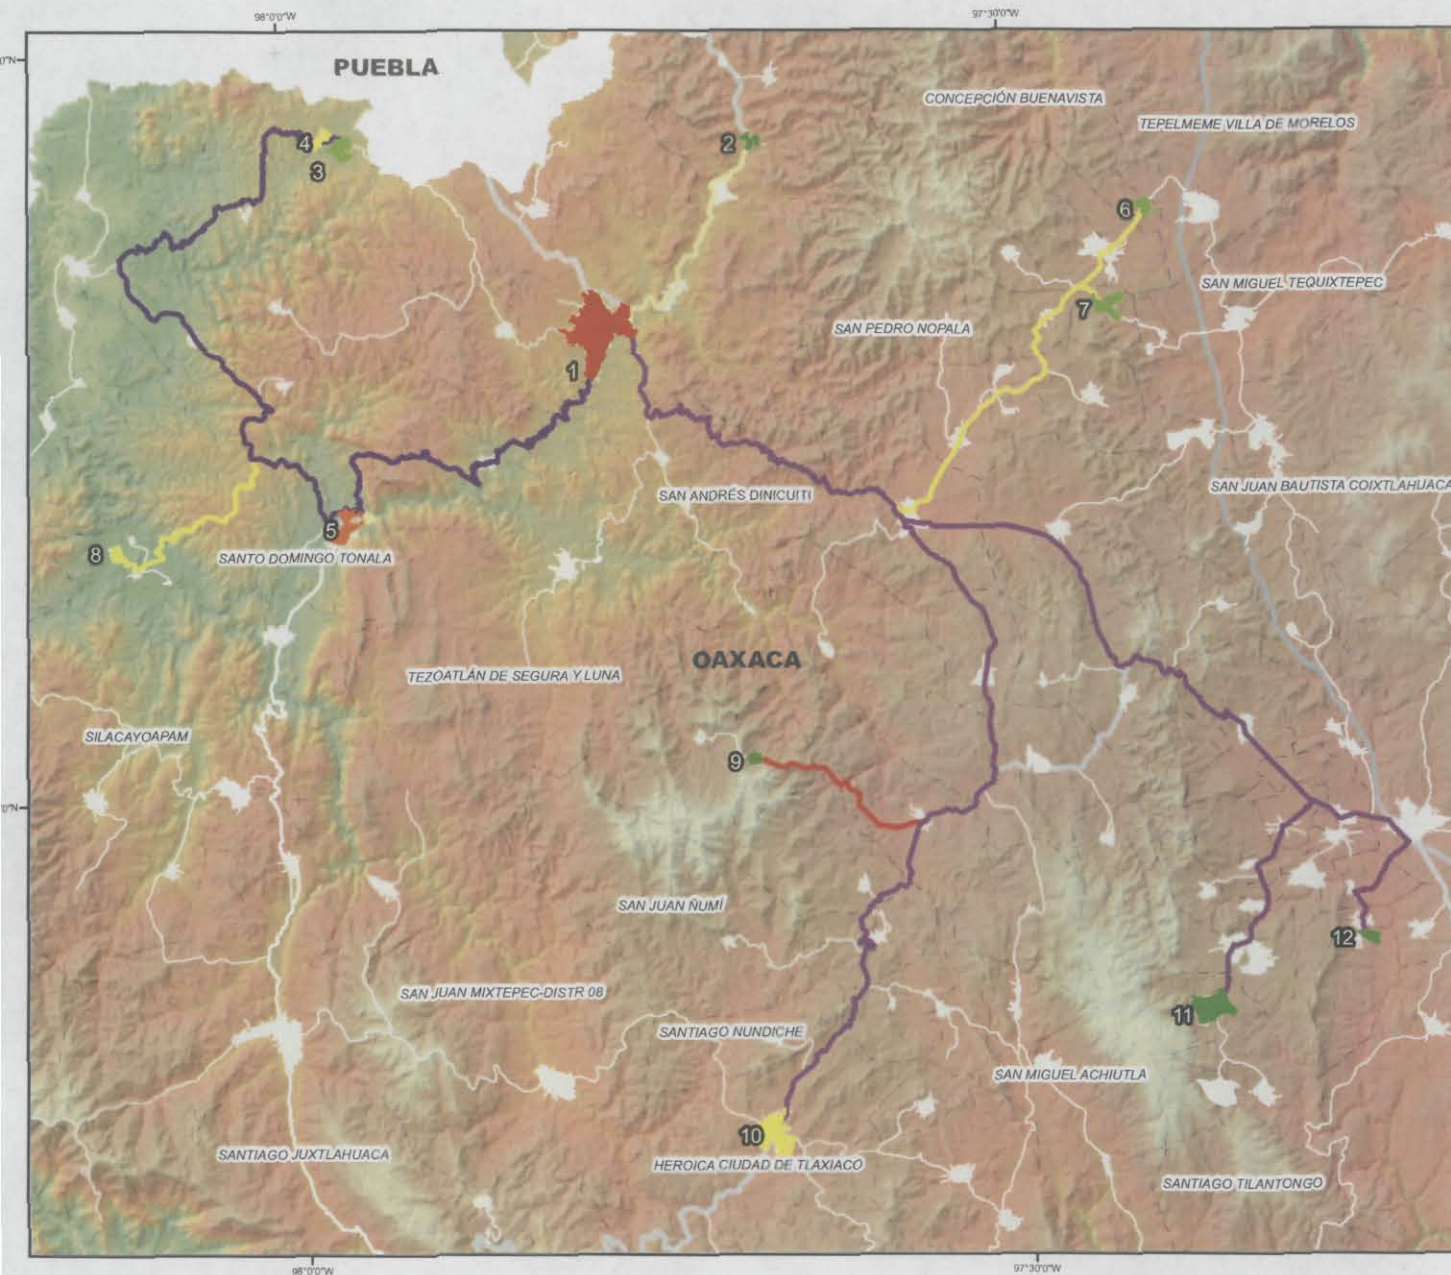 98°0'0"W
97°30'0"W
0"N
PUEBLA
CONCEPCIÓN BUENAVISTA
TEPELMEME VILLA DE MORELOS
4
3
2
6
SAN MIGUEL TEQUIXTEPEC
7
SAN PEDRO NOPALA
1
SAN JUAN BAUTISTA COIXTLAHUACA
SAN ANDRÉS DINICUITI
5
8
SANTO DOMINGO TONALA
OAXACA
TEZOATLÁN DE SEGURA Y LUNA
SILACAYOAPAM
9
0"N
SAN JUAN ÑUMÍ
12
SAN JUAN MIXTEPEC-DISTR 08
11
SANTIAGO NUNDICHE
SAN MIGUEL ACHIUTLA
10
SANTIAGO JUXTLAHUACA
HEROICA CIUDAD DE TLAXIACO
SANTIAGO TILANTONGO
98°0'0"W
97°30'0"W